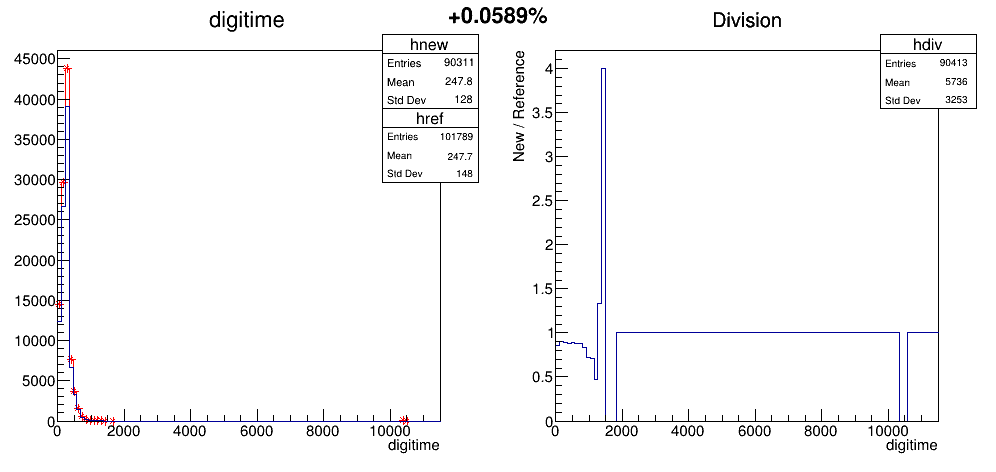 +0.0589%
digitime
hnew
Entries 90311
Mean 247.8
Std Dev 128
href
Entries 101789
Mean 247.7
Std Dev 148
45000
40000
35000
30000
25000
20000
15000
10000
5000
0
0 2000 4000 6000 8000 10000
digitime
Division
hdiv
Entries 90413
Mean 5736
Std Dev 3253
New / Reference
4
3.5
3
2.5
2
1.5
1
0.5
0
0 2000 4000 6000 8000 10000
digitime